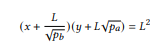 (x + L/√pb)(y + L√pa) = L²